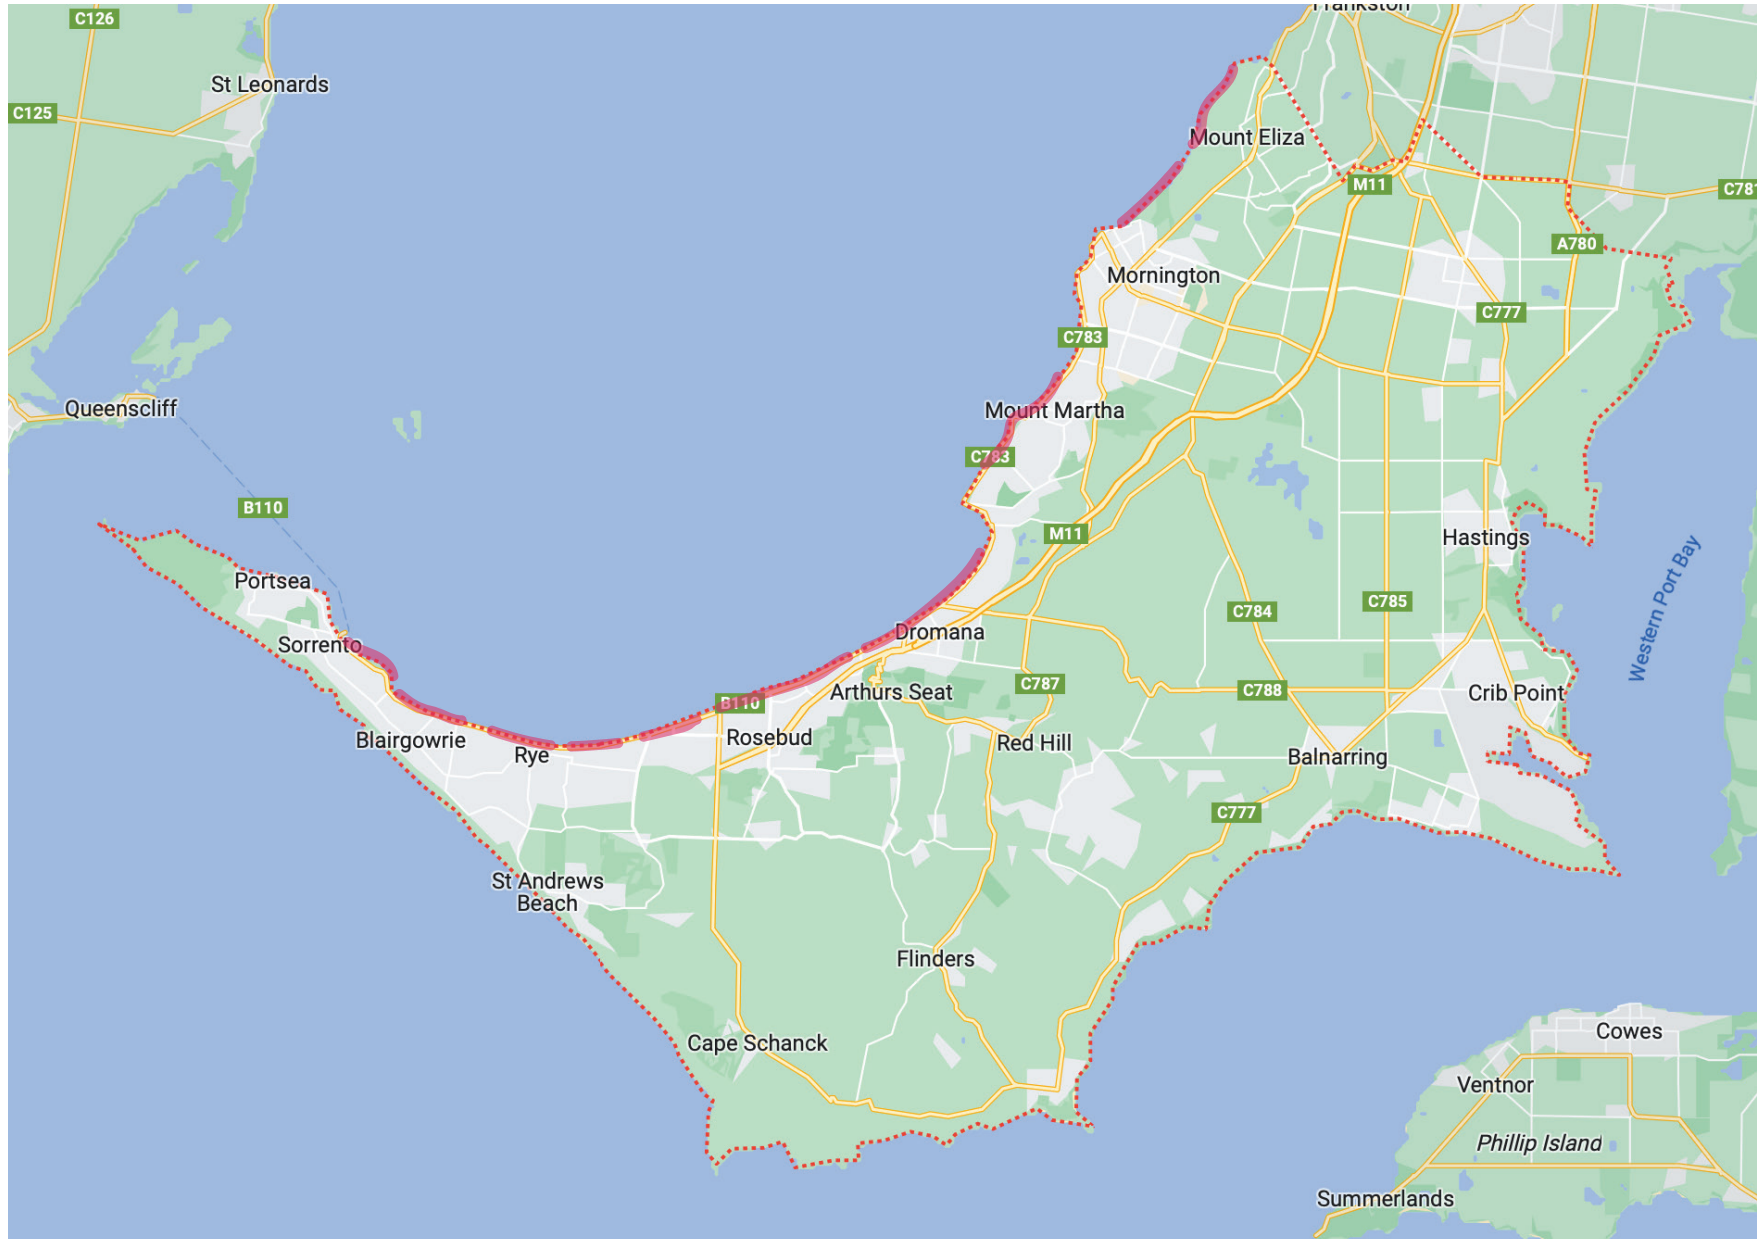 C126
Frankston
St Leonards
C125
Mount Eliza
M11
C781
A780
Mornington
C777
C783
Queenscliff
Mount Martha
C783
B110
M11
Hastings
Western Port Bay
Portsea
Sorrento
Dromana
C784
C785
Arthurs Seat
C787
C788
Crib Point
B110
Blairgowrie
Rye
Rosebud
Red Hill
Balnarring
C777
St Andrews
Beach
Flinders
Cape Schanck
Cowes
Ventnor
Phillip Island
Summerlands